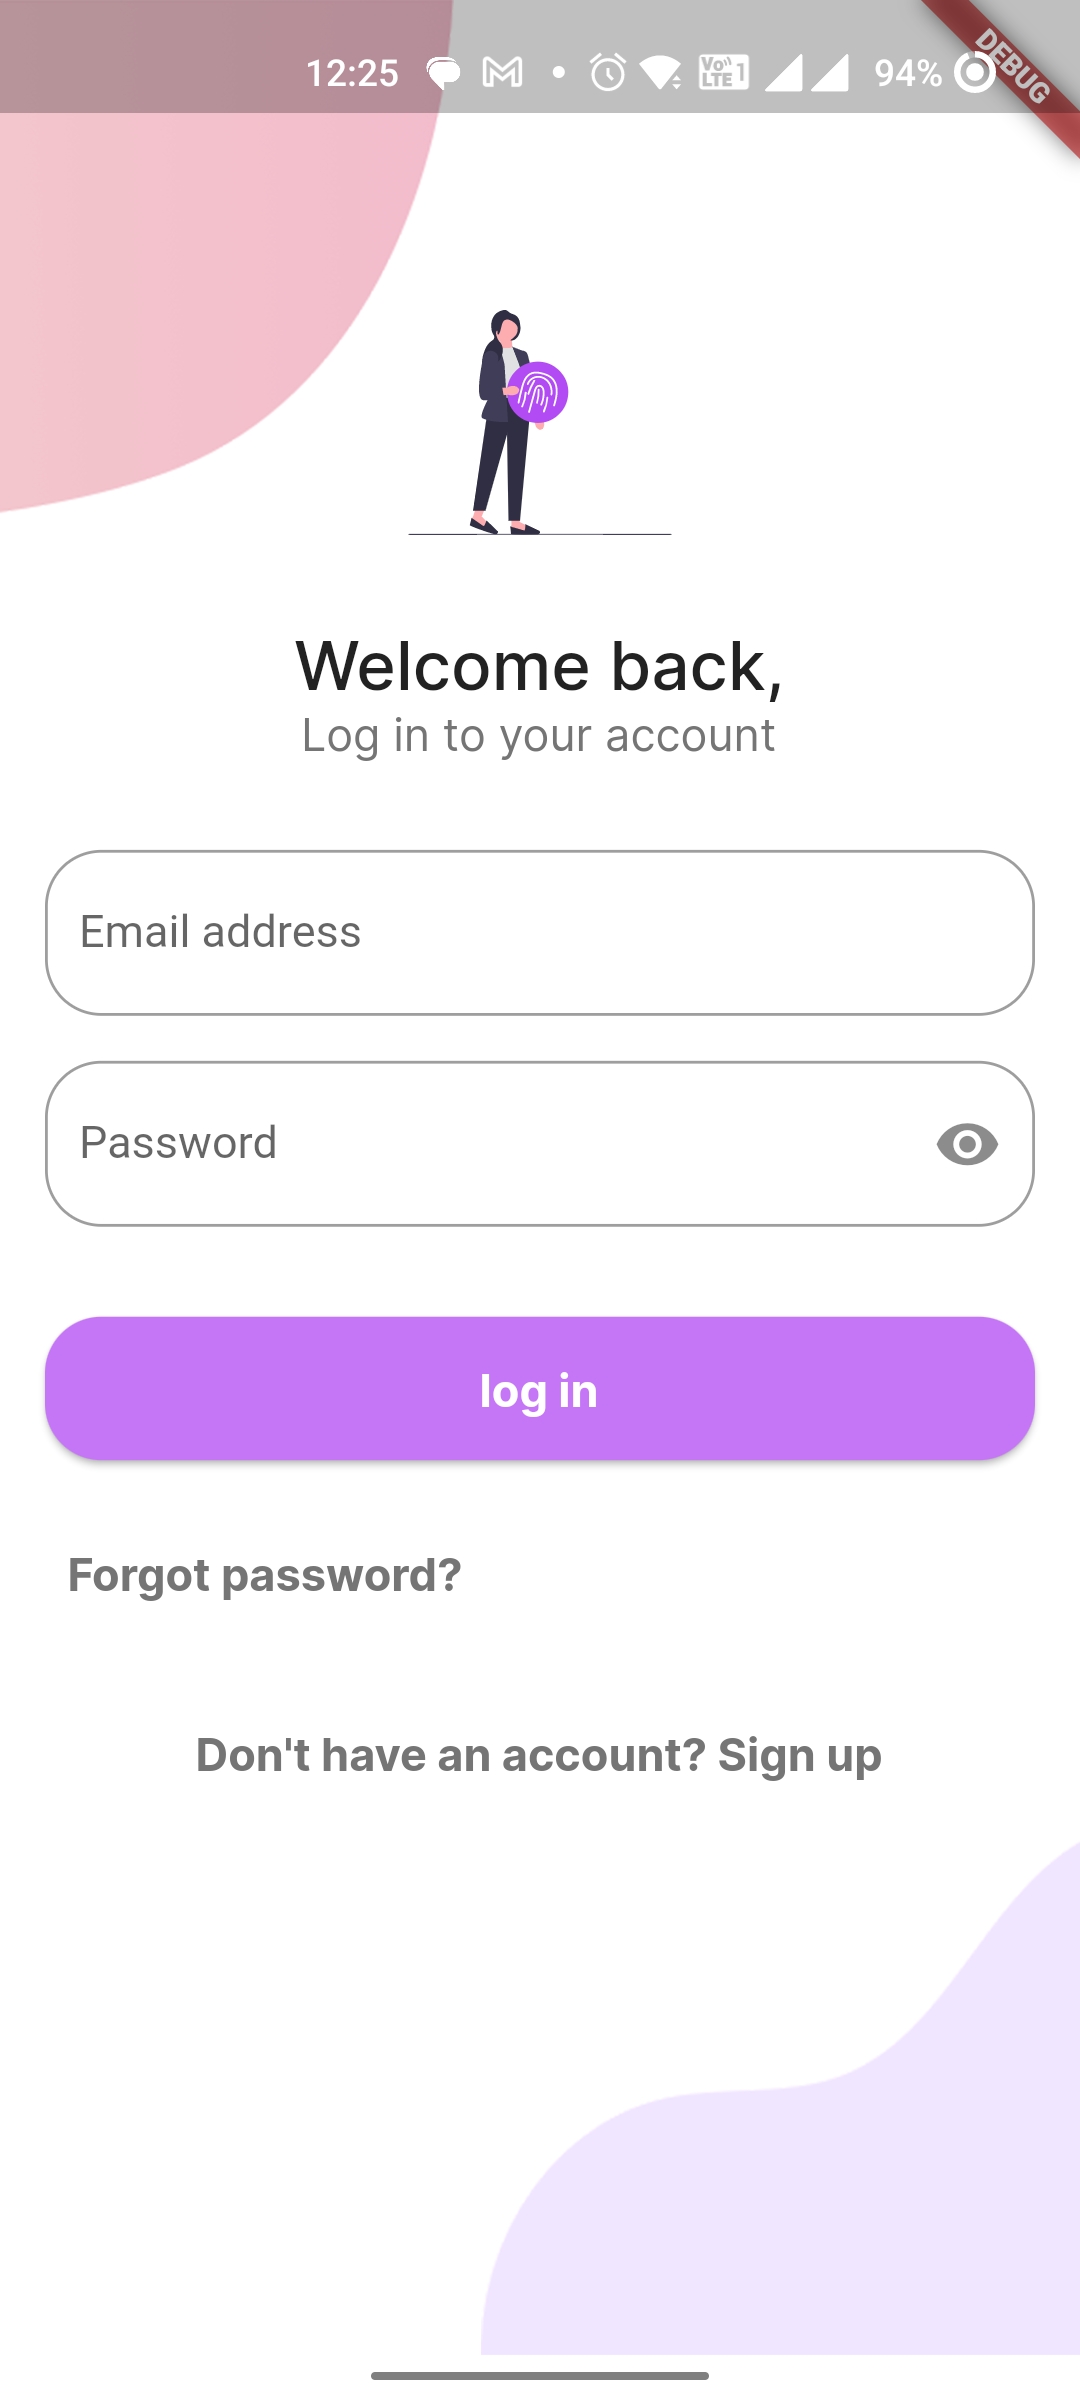 12:25 Vo)) LTE 1 94%
DEBUG
Welcome back,
Log in to your account
Email address
Password
log in
Forgot password?
Don't have an account? Sign up